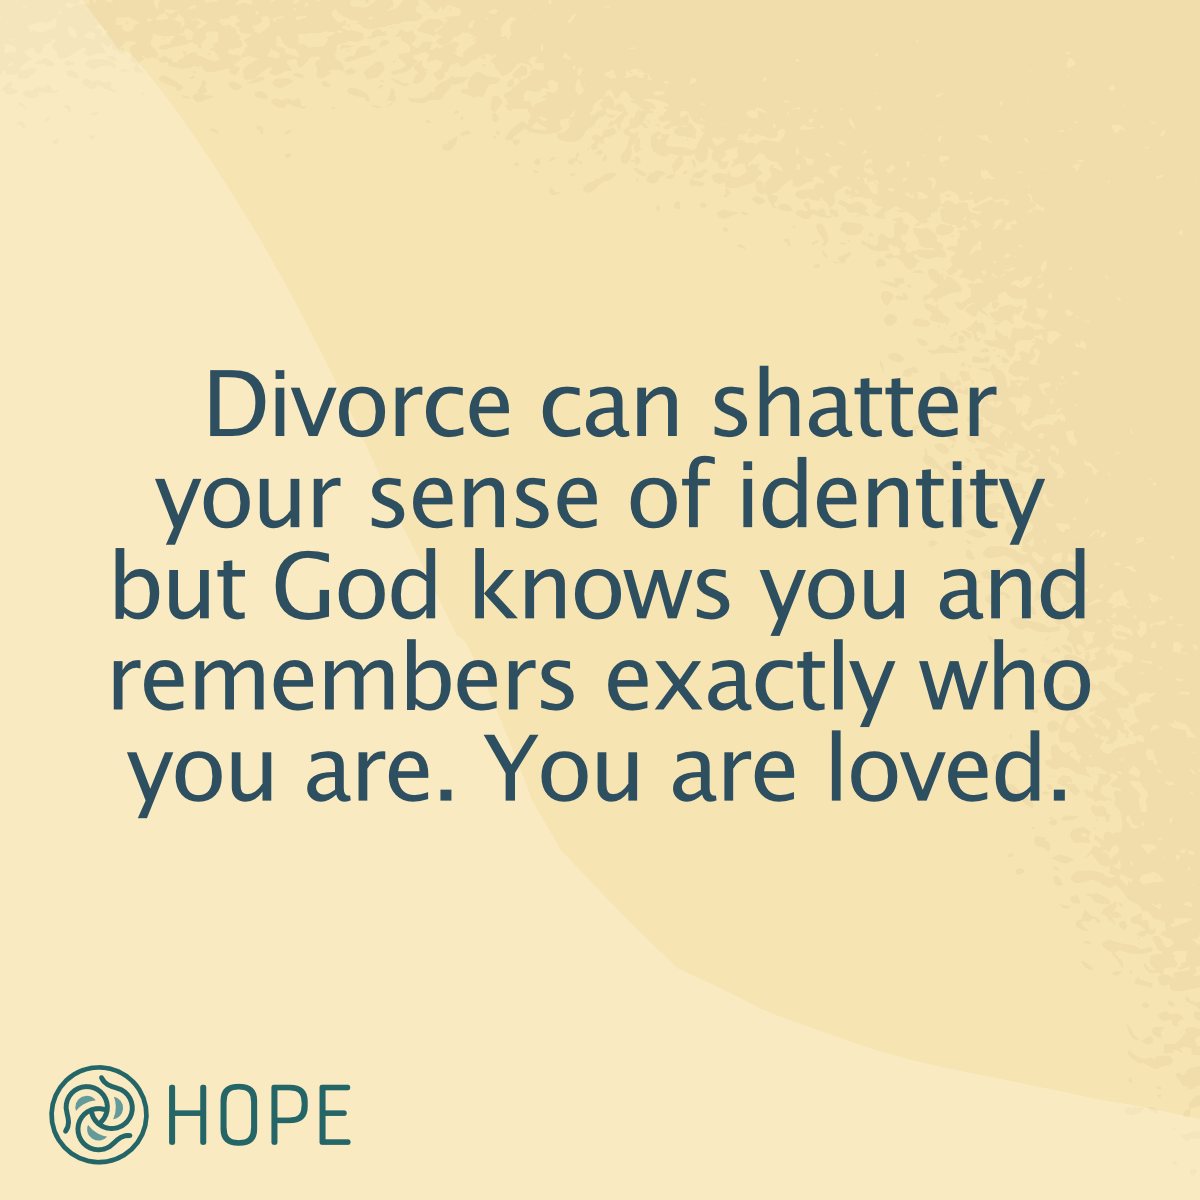 Divorce can shatter
your sense of identity
but God knows you and
remembers exactly who
you are. You are loved.
HOPE